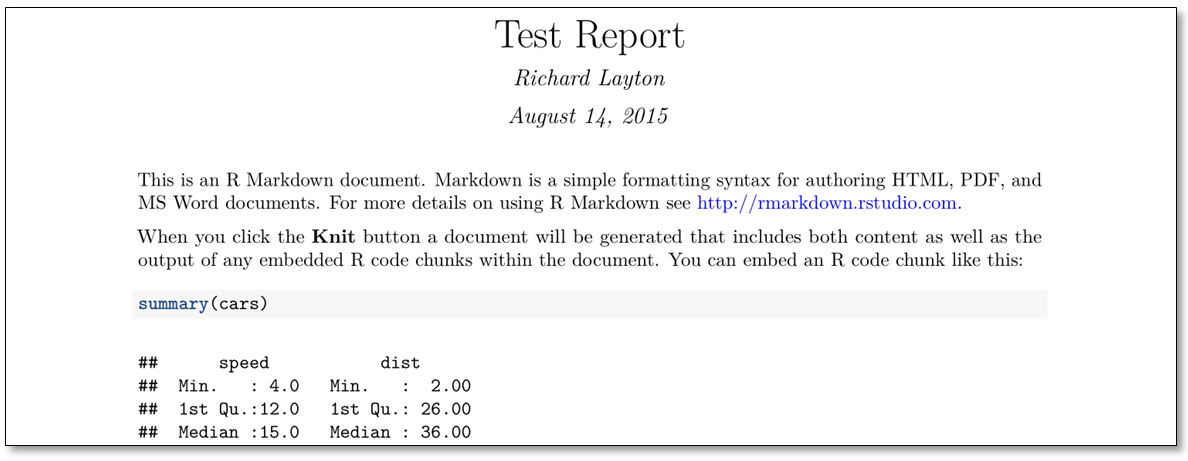 Test Report
Richard Layton
August 14, 2015
This is an R Markdown document. Markdown is a simple formatting syntax for authoring HTML, PDF, and
MS Word documents. For more details on using R Markdown see http://rmarkdown.rstudio.com.
When you click the Knit button a document will be generated that includes both content as well as the
output of any embedded R code chunks within the document. You can embed an R code chunk like this:
summary(cars)
##      speed           dist
##  Min.   : 4.0   Min.   :  2.00
##  1st Qu.:12.0   1st Qu.: 26.00
##  Median :15.0   Median : 36.00